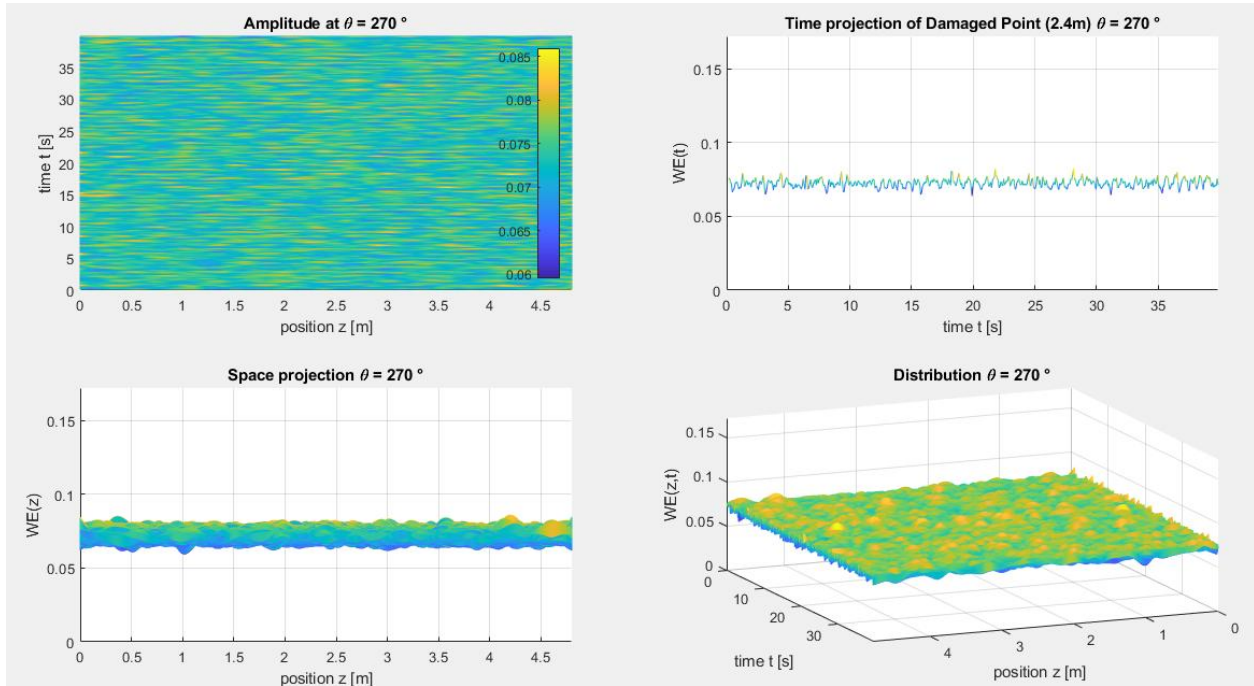 Amplitude at θ = 270 °
0.085
0.08
0.075
0.07
0.065
0.06
35
30
25
20
15
10
5
0
time t [s]
0 0.5 1 1.5 2 2.5 3 3.5 4 4.5
position z [m]
Time projection of Damaged Point (2.4m) θ = 270 °
0.15
0.1
0.05
0
WE(t)
0 5 10 15 20 25 30 35
time t [s]
Space projection θ = 270 °
0.15
0.1
0.05
0
WE(z)
0 0.5 1 1.5 2 2.5 3 3.5 4 4.5
position z [m]
Distribution θ = 270 °
0.15
0.1
0.05
0
WE(z,t)
0
10
20
30
time t [s]
4 3 2 1 0
position z [m]